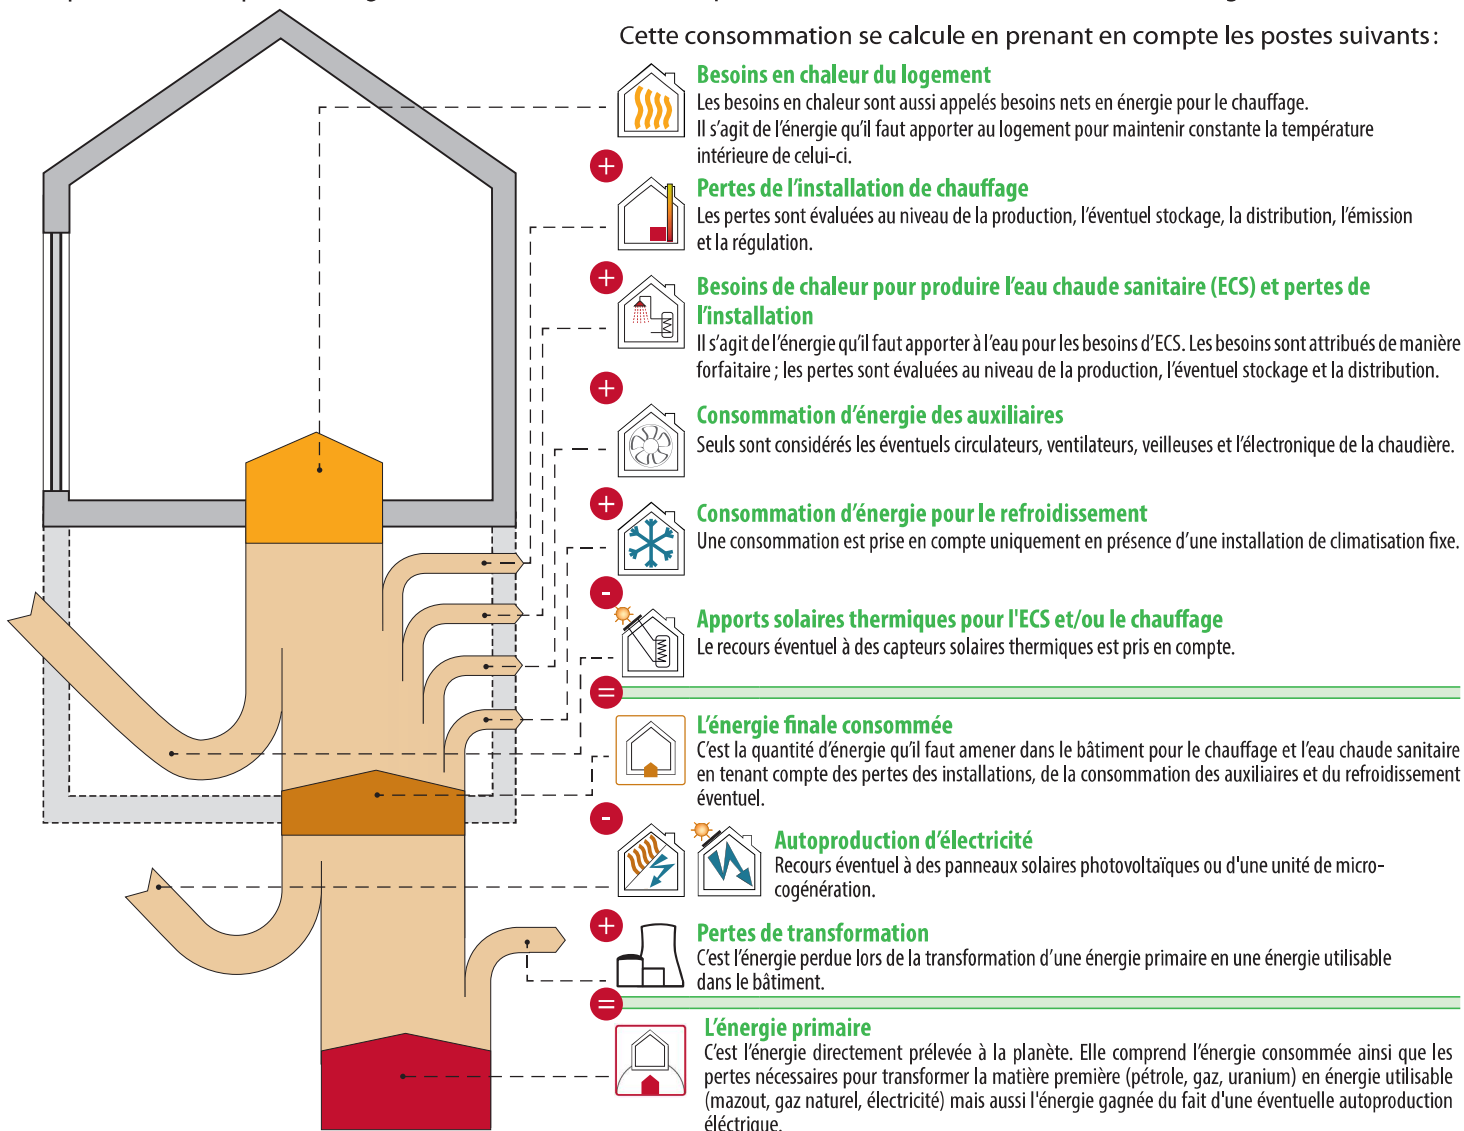 Cette consommation se calcule en prenant en compte les postes suivants :
Besoins en chaleur du logement
Les besoins en chaleur sont aussi appelés besoins nets en énergie pour le chauffage.
Il s'agit de l'énergie qu'il faut apporter au logement pour maintenir constante la température
intérieure de celui-ci.
+
Pertes de l'installation de chauffage
Les pertes sont évaluées au niveau de la production, l'éventuel stockage, la distribution, l'émission
et la régulation.
+
Besoins de chaleur pour produire l'eau chaude sanitaire (ECS) et pertes de
l'installation
Il s'agit de l'énergie qu'il faut apporter à l'eau pour les besoins d'ECS. Les besoins sont attribués de manière
forfaitaire ; les pertes sont évaluées au niveau de la production, l'éventuel stockage et la distribution.
+
Consommation d'énergie des auxiliaires
Seuls sont considérés les éventuels circulateurs, ventilateurs, veilleuses et l'électronique de la chaudière.
+
Consommation d'énergie pour le refroidissement
Une consommation est prise en compte uniquement en présence d'une installation de climatisation fixe.
-
Apports solaires thermiques pour l'ECS et/ou le chauffage
Le recours éventuel à des capteurs solaires thermiques est pris en compte.
=
L'énergie finale consommée
C'est la quantité d'énergie qu'il faut amener dans le bâtiment pour le chauffage et l'eau chaude sanitaire
en tenant compte des pertes des installations, de la consommation des auxiliaires et du refroidissement
éventuel.
-
Autoproduction d'électricité
Recours éventuel à des panneaux solaires photovoltaïques ou d'une unité de micro-
cogénération.
+
Pertes de transformation
C'est l'énergie perdue lors de la transformation d'une énergie primaire en une énergie utilisable
dans le bâtiment.
=
L'énergie primaire
C'est l'énergie directement prélevée à la planète. Elle comprend l'énergie consommée ainsi que les
pertes nécessaires pour transformer la matière première (pétrole, gaz, uranium) en énergie utilisable
(mazout, gaz naturel, électricité) mais aussi l'énergie gagnée du fait d'une éventuelle autoproduction
éléctrique.